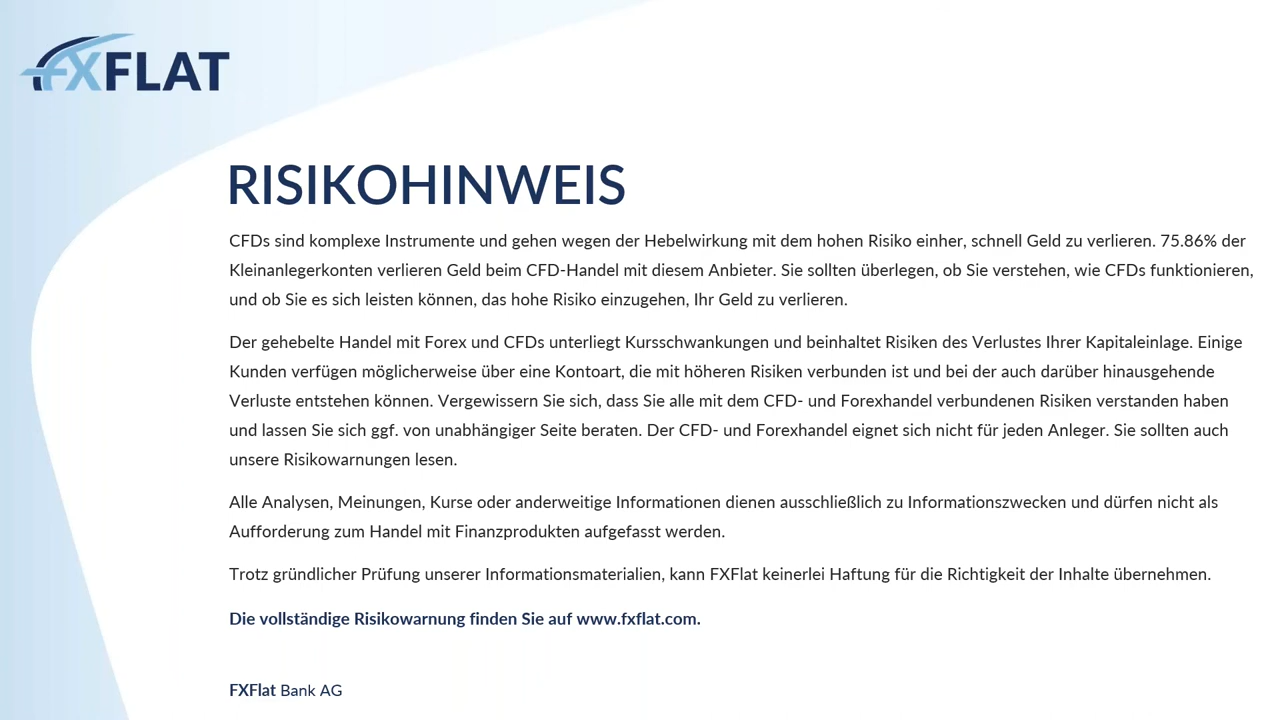 FXFLAT
RISIKOHINWEIS
CFDs sind komplexe Instrumente und gehen wegen der Hebelwirkung mit dem hohen Risiko einher, schnell Geld zu verlieren. 75.86% der
Kleinanlegerkonten verlieren Geld beim CFD-Handel mit diesem Anbieter. Sie sollten überlegen, ob Sie verstehen, wie CFDs funktionieren,
und ob Sie es sich leisten können, das hohe Risiko einzugehen, Ihr Geld zu verlieren.
Der gehebelte Handel mit Forex und CFDs unterliegt Kursschwankungen und beinhaltet Risiken des Verlustes Ihrer Kapitaleinlage. Einige
Kunden verfügen möglicherweise über eine Kontoart, die mit höheren Risiken verbunden ist und bei der auch darüber hinausgehende
Verluste entstehen können. Vergewissern Sie sich, dass Sie alle mit dem CFD- und Forexhandel verbundenen Risiken verstanden haben
und lassen Sie sich ggf. von unabhängiger Seite beraten. Der CFD- und Forexhandel eignet sich nicht für jeden Anleger. Sie sollten auch
unsere Risikowarnungen lesen.
Alle Analysen, Meinungen, Kurse oder anderweitige Informationen dienen ausschließlich zu Informationszwecken und dürfen nicht als
Aufforderung zum Handel mit Finanzprodukten aufgefasst werden.
Trotz gründlicher Prüfung unserer Informationsmaterialien, kann FXFlat keinerlei Haftung für die Richtigkeit der Inhalte übernehmen.
Die vollständige Risikowarnung finden Sie auf www.fxflat.com.
FXFlat Bank AG